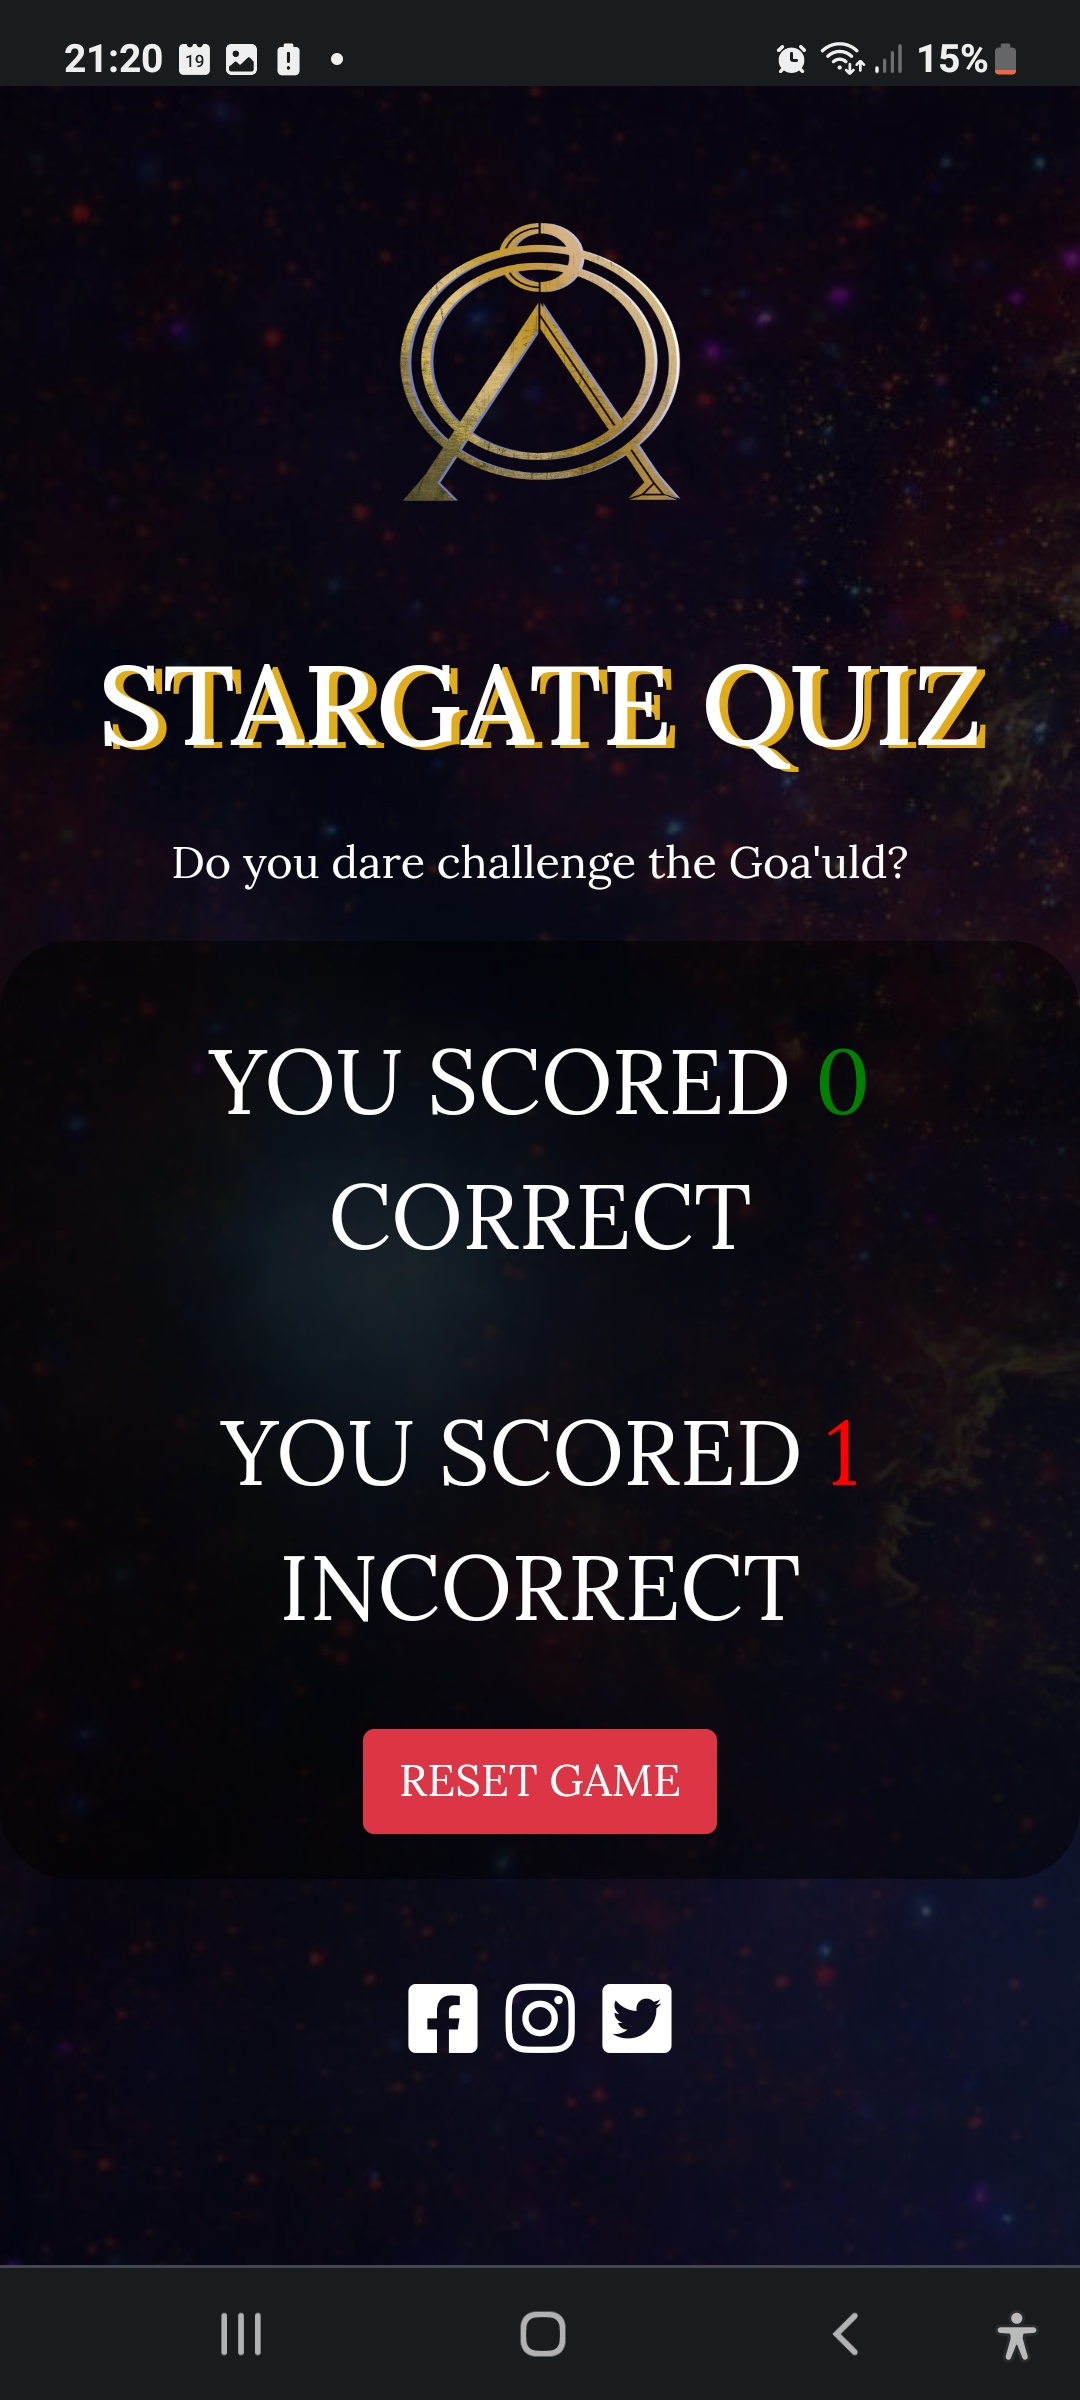 21:20 19 15%
STARGATE QUIZ
Do you dare challenge the Goa'uld?
YOU SCORED 0
CORRECT
YOU SCORED 1
INCORRECT
RESET GAME